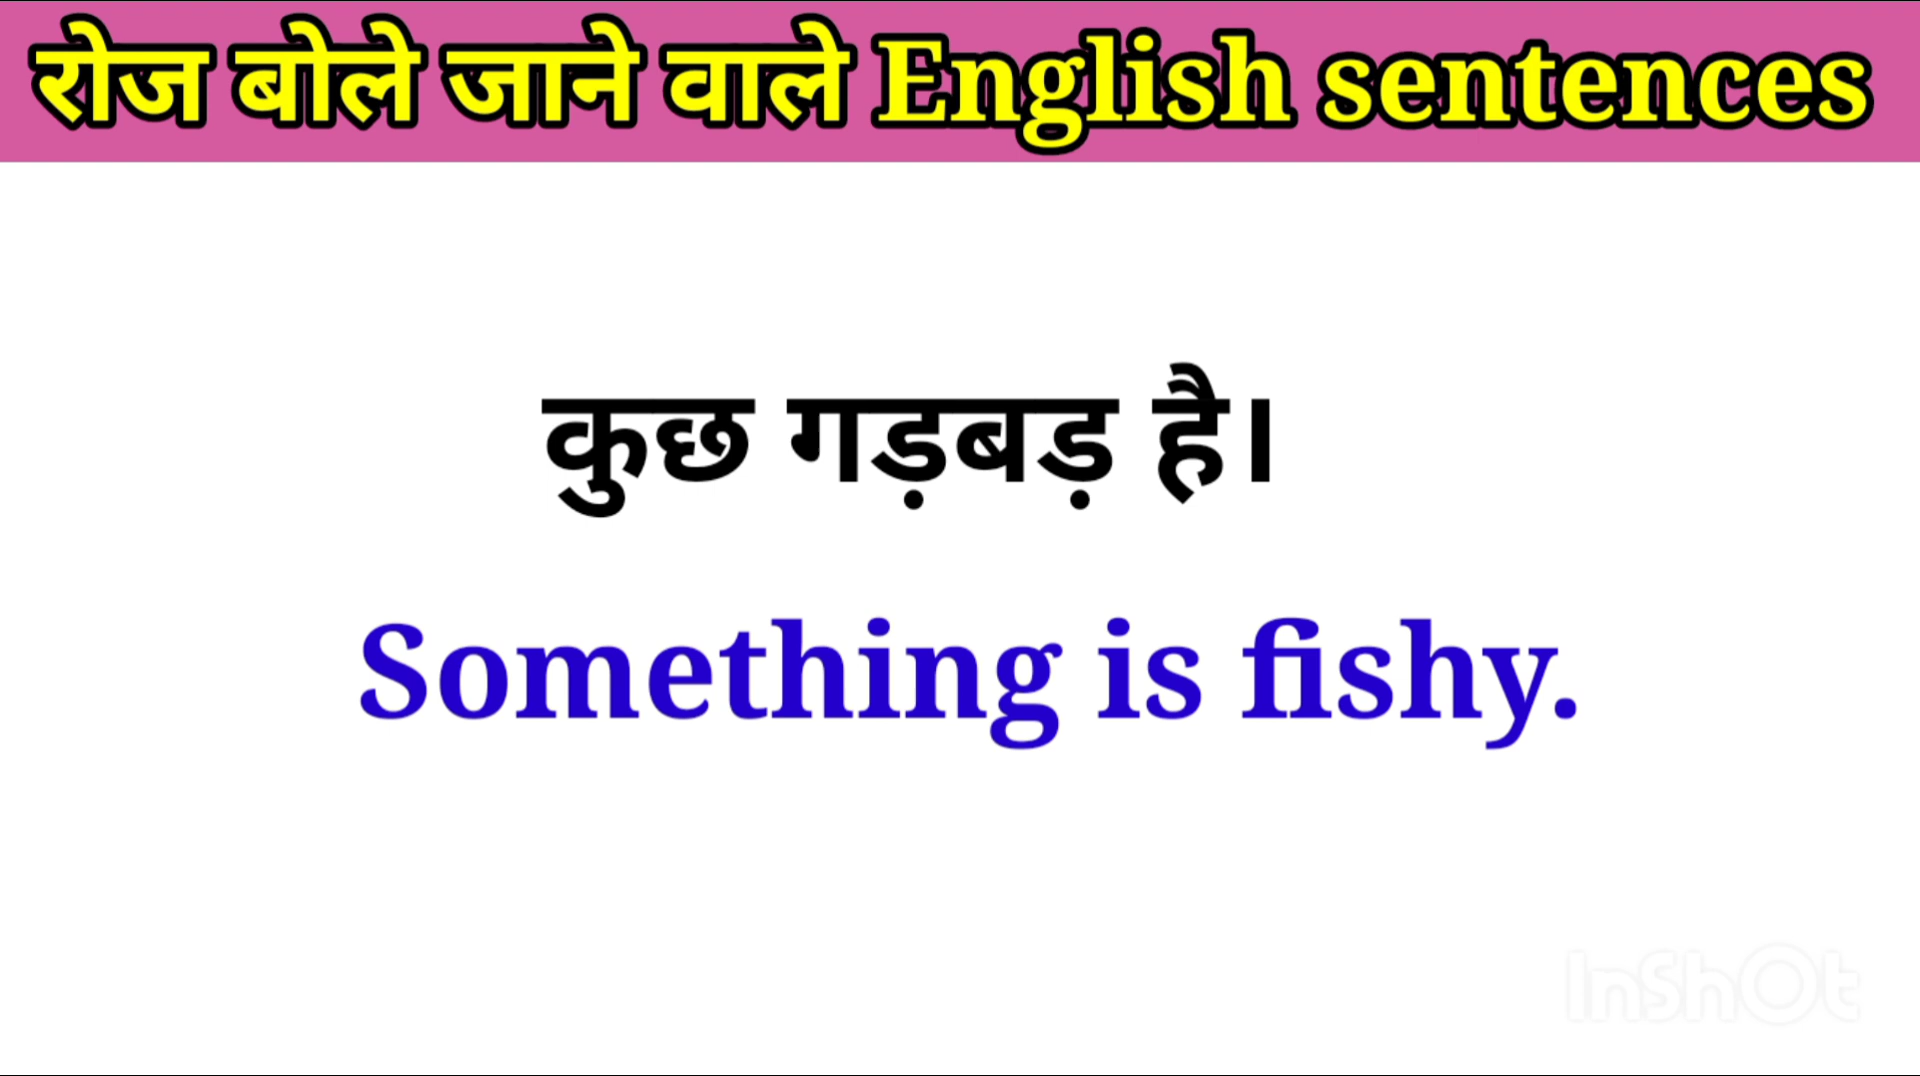 रोज बोले जाने वाले English sentences
कुछ गड़बड़ है।
Something is fishy.
InShOt